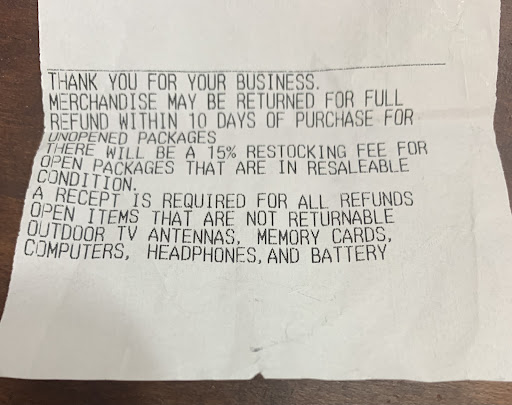 THANK YOU FOR YOUR BUSINESS.
MERCHANDISE MAY BE RETURNED FOR FULL
REFUND WITHIN 10 DAYS OF PURCHASE FOR
UNOPENED PACKAGES
THERE WILL BE A 15% RESTOCKING FEE FOR
OPEN PACKAGES THAT ARE IN RESALEABLE
CONDITION.
A RECEPT IS REQUIRED FOR ALL REFUNDS
OPEN ITEMS THAT ARE NOT RETURNABLE
OUTDOOR TV ANTENNAS, MEMORY CARDS,
COMPUTERS, HEADPHONES, AND BATTERY